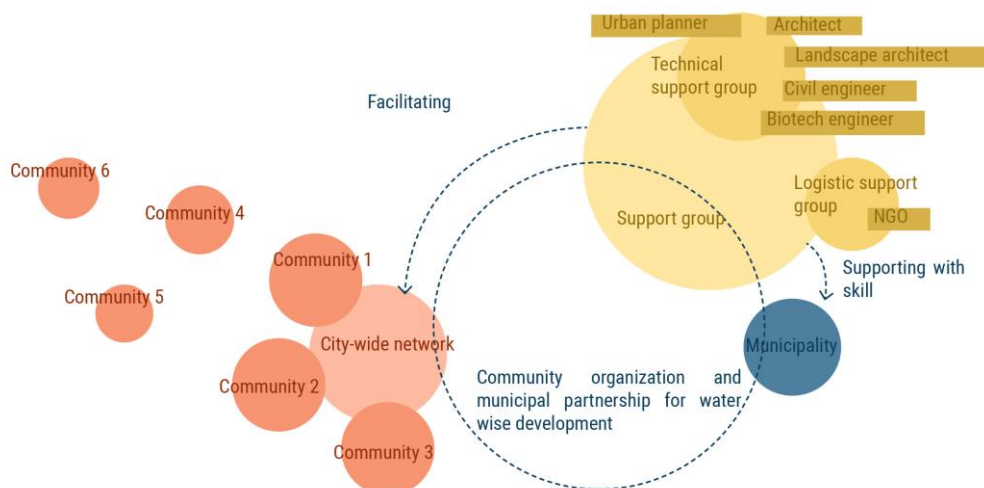 Urban planner
Architect
Technical
support group
Landscape architect
Civil engineer
Biotech engineer
Facilitating
Community 6
Community 4
Logistic support
group
NGO
Support group
Community 1
Supporting with
skill
Community 5
City-wide network
Municipality
Community 2
Community organization and
municipal partnership for water
wise development
Community 3